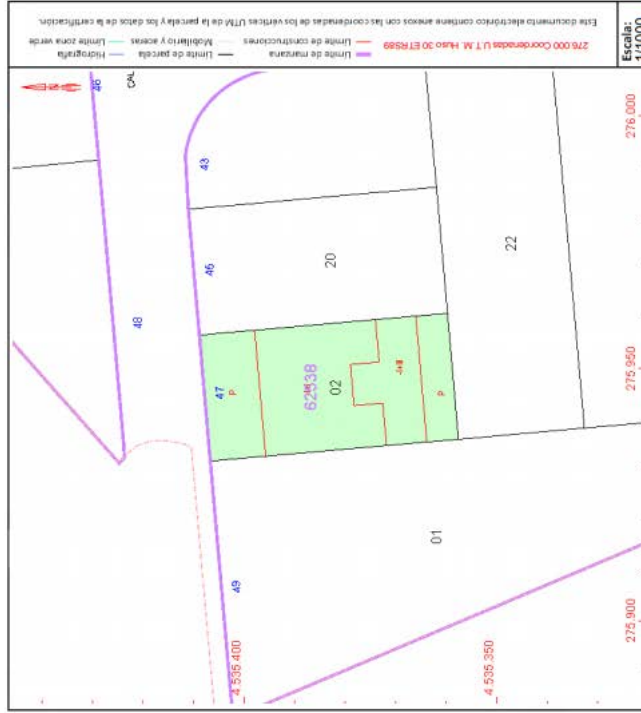 Este documento electrónico contiene anexos con las coordenadas de los vértices UTM de la parcela y los datos de la certificación.
276.000 Coordenadas U.T.M. Huso 30 ETRS89
Límite de construcciones
Mobiliario y aceras
Límite zona verde
Límite de manzana
Límite de parcela
Hidrografía
Escala:
1/1000
46
CAL
N
48
43
46
47
P
20
62538
02
22
P
49
01
4.535.400
4.535.350
275.900
275.950
276.000